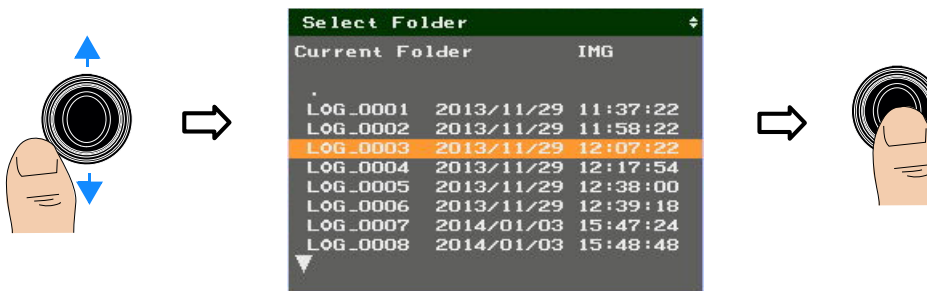 Select Folder
Current Folder IMG
.
LOG_0001 2013/11/29 11:37:22
LOG_0002 2013/11/29 11:58:22
LOG_0003 2013/11/29 12:07:22
LOG_0004 2013/11/29 12:17:54
LOG_0005 2013/11/29 12:38:00
LOG_0006 2013/11/29 12:39:18
LOG_0007 2014/01/03 15:47:24
LOG_0008 2014/01/03 15:48:48